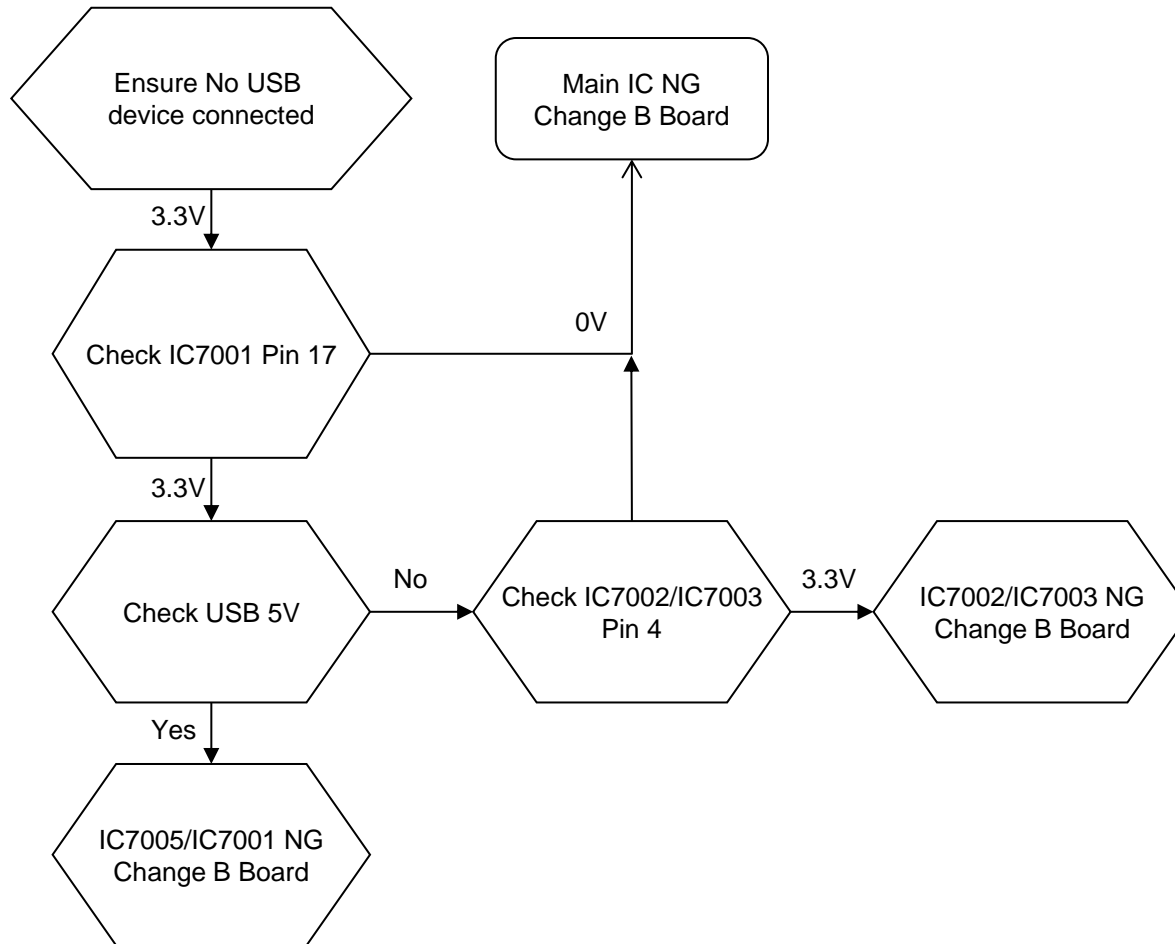 Ensure No USB
device connected
Main IC NG
Change B Board
3.3V
0V
Check IC7001 Pin 17
3.3V
Check USB 5V
No
Check IC7002/IC7003
Pin 4
3.3V
IC7002/IC7003 NG
Change B Board
Yes
IC7005/IC7001 NG
Change B Board